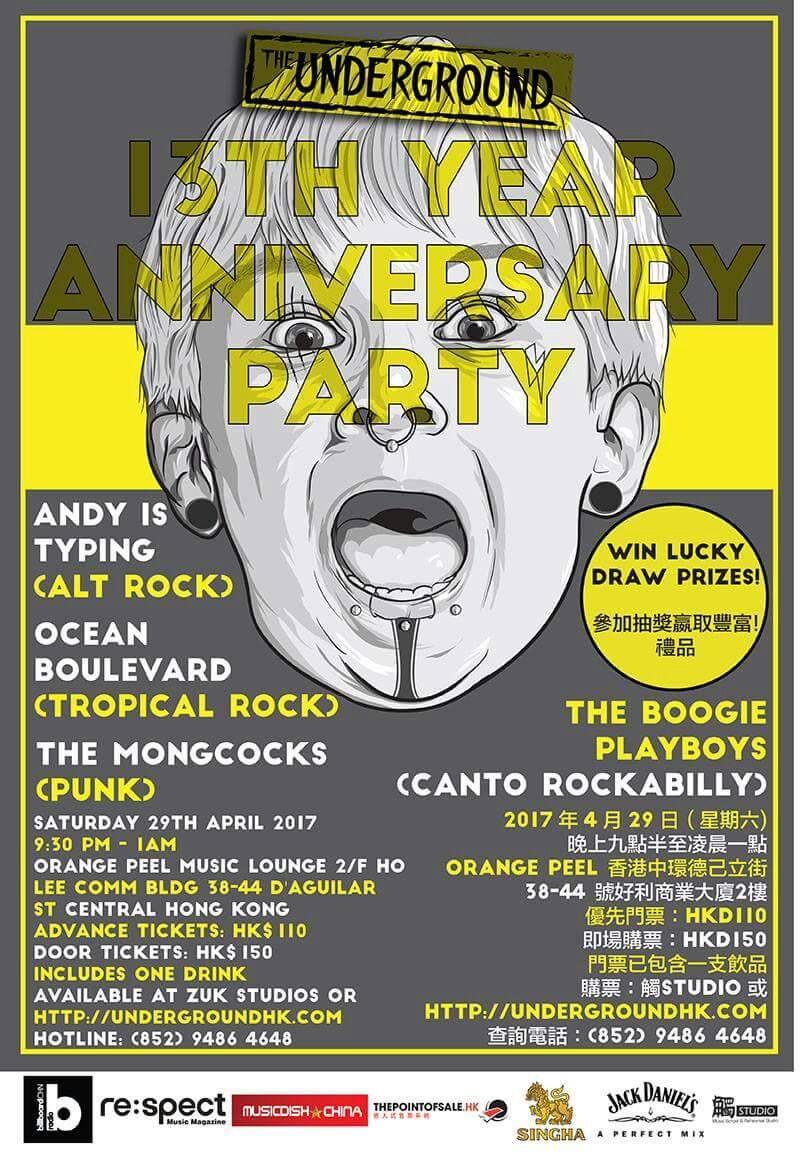 THE UNDERGROUND
13TH YEAR
ANNIVERSARY
PARTY
ANDY IS
TYPING
(ALT ROCK)
OCEAN
BOULEVARD
(TROPICAL ROCK)
THE MONGCOCKS
(PUNK)
SATURDAY 29TH APRIL 2017
9:30 PM - 1AM
ORANGE PEEL MUSIC LOUNGE 2/F HO
LEE COMM BLDG 38-44 D'AGUILAR
ST CENTRAL HONG KONG
ADVANCE TICKETS: HK$110
DOOR TICKETS: HK$150
INCLUDES ONE DRINK
AVAILABLE AT ZUK STUDIOS OR
HTTP://UNDERGROUNDHK.COM
HOTLINE: (852) 9486 4648
WIN LUCKY
DRAW PRIZES!
參加抽獎贏取豐富!
禮品
THE BOOGIE
PLAYBOYS
(CANTO ROCKABILLY)
2017 年 4 月 29 日 (星期六)
晚上九點半至凌晨一點
ORANGE PEEL 香港中環德己立街
38-44 號好利商業大廈2樓
優先門票：HKD110
即場購票：HKD150
門票已包含一支飲品
購票：觸STUDIO 或
HTTP://UNDERGROUNDHK.COM
查詢電話：(852) 9486 4648
billboardCHN
radio
b
re:spect
Music Magazine
MUSICDISH★CHINA
THEPOINTOFSALE.HK
SINGHA
JACK DANIEL'S
A PERFECT MIX
觸 STUDIO
Music School & Rehearsal Studio